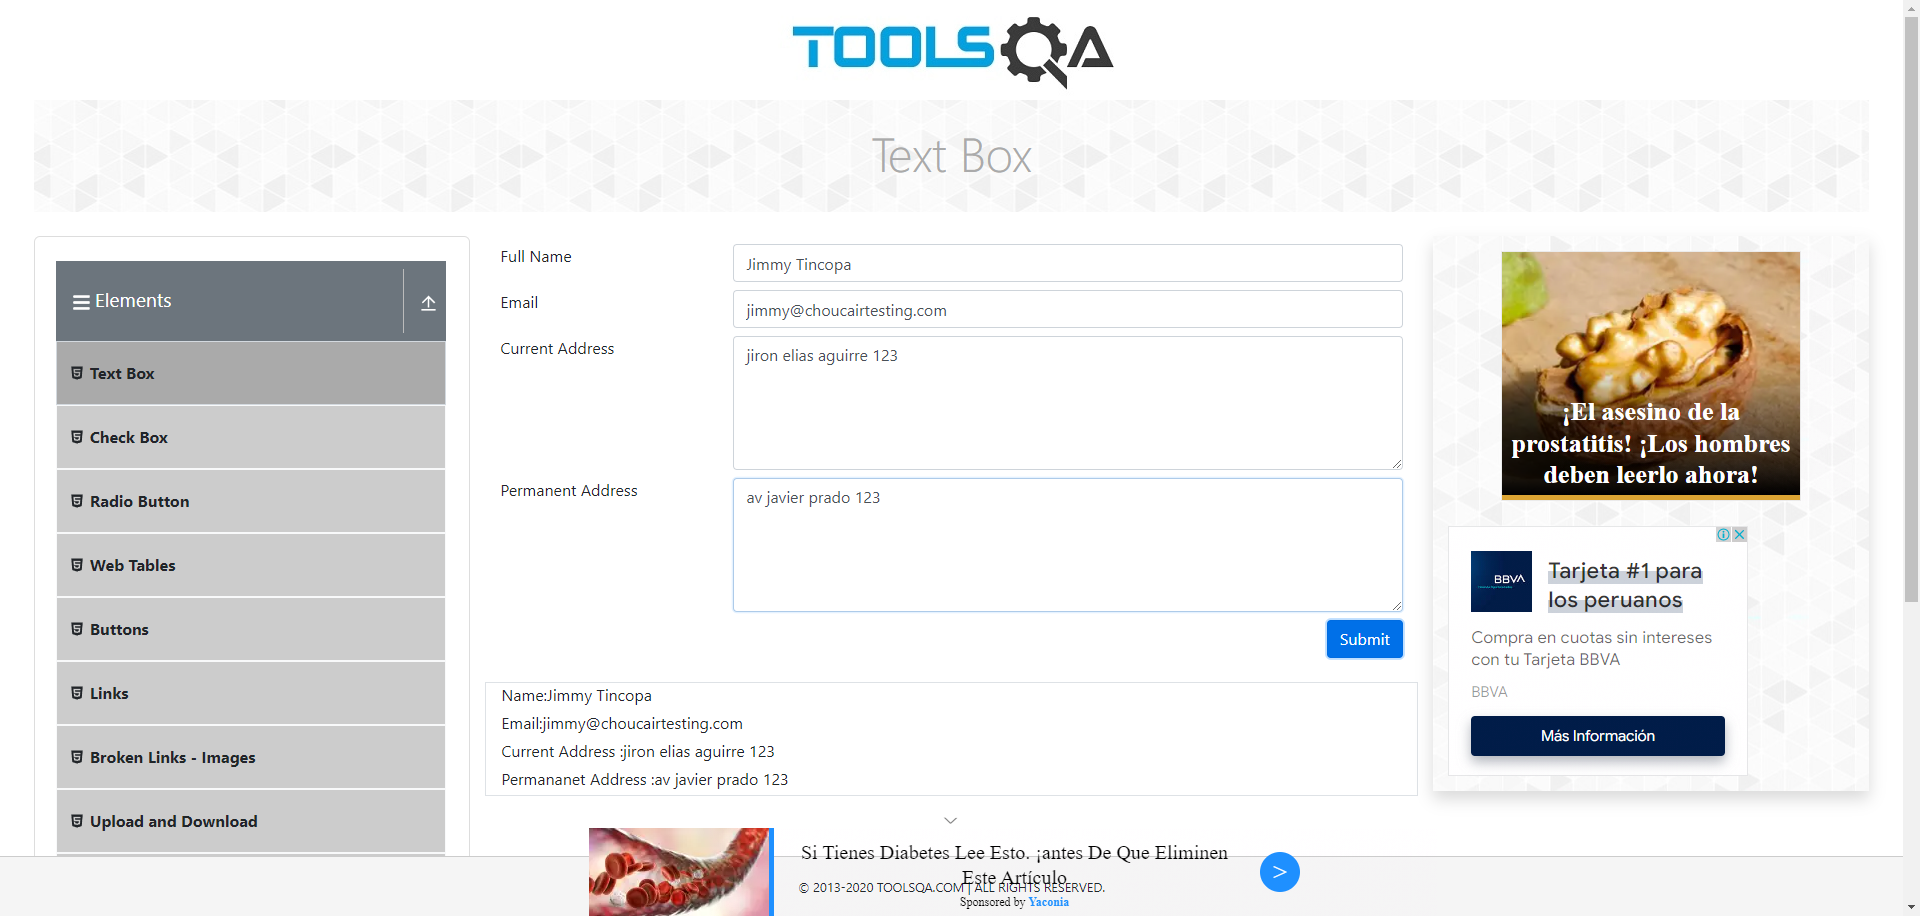 TOOLSQA
Text Box
Elements
Text Box
Check Box
Radio Button
Web Tables
Buttons
Links
Broken Links - Images
Upload and Download
Full Name
Jimmy Tincopa
Email
jimmy@choucairtesting.com
Current Address
jiron elias aguirre 123
Permanent Address
av javier prado 123
Submit
Name:Jimmy Tincopa
Email:jimmy@choucairtesting.com
Current Address :jiron elias aguirre 123
Permananet Address :av javier prado 123
¡El asesino de la
prostatitis! ¡Los hombres
deben leerlo ahora!
BBVA
Tarjeta #1 para
los peruanos
Compra en cuotas sin intereses
con tu Tarjeta BBVA
BBVA
Más Información
Si Tienes Diabetes Lee Esto. ¡antes De Que Eliminen
Este Artículo
© 2013-2020 TOOLSQA.COM | ALL RIGHTS RESERVED.
Sponsored by Yaconia